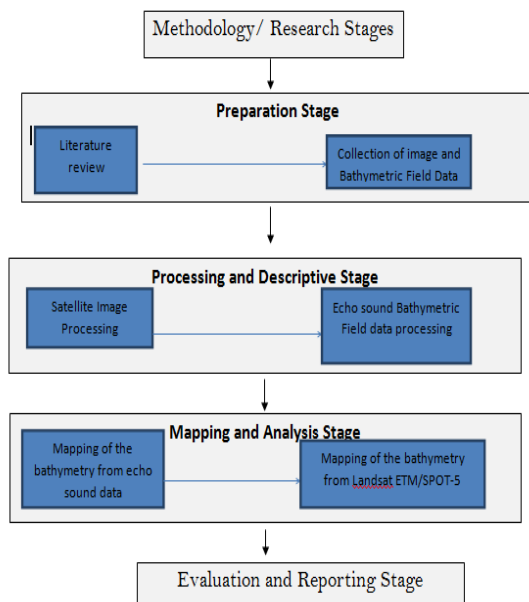 Methodology/ Research Stages
Preparation Stage
Literature
review
Collection of image and
Bathymetric Field Data
Processing and Descriptive Stage
Satellite Image
Processing
Echo sound Bathymetric
Field data processing
Mapping and Analysis Stage
Mapping of the
bathymetry from echo
sound data
Mapping of the bathymetry
from Landsat ETM/SPOT-5
Evaluation and Reporting Stage